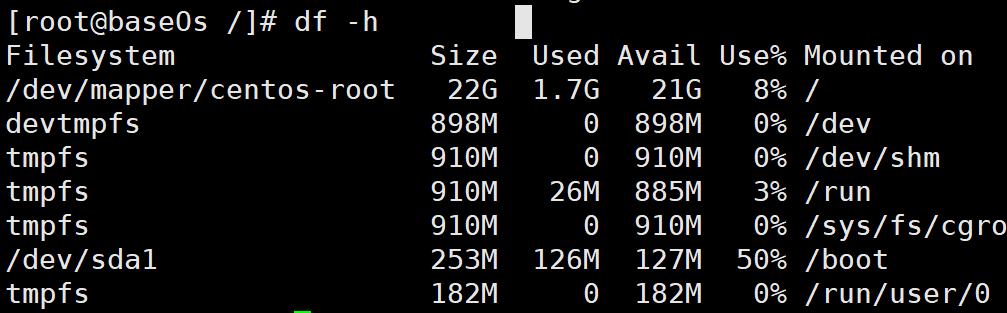 [root@baseOs /]# df -h
Filesystem Size Used Avail Use% Mounted on
/dev/mapper/centos-root 22G 1.7G 21G 8% /
devtmpfs 898M 0 898M 0% /dev
tmpfs 910M 0 910M 0% /dev/shm
tmpfs 910M 26M 885M 3% /run
tmpfs 910M 0 910M 0% /sys/fs/cgro
/dev/sda1 253M 126M 127M 50% /boot
tmpfs 182M 0 182M 0% /run/user/0